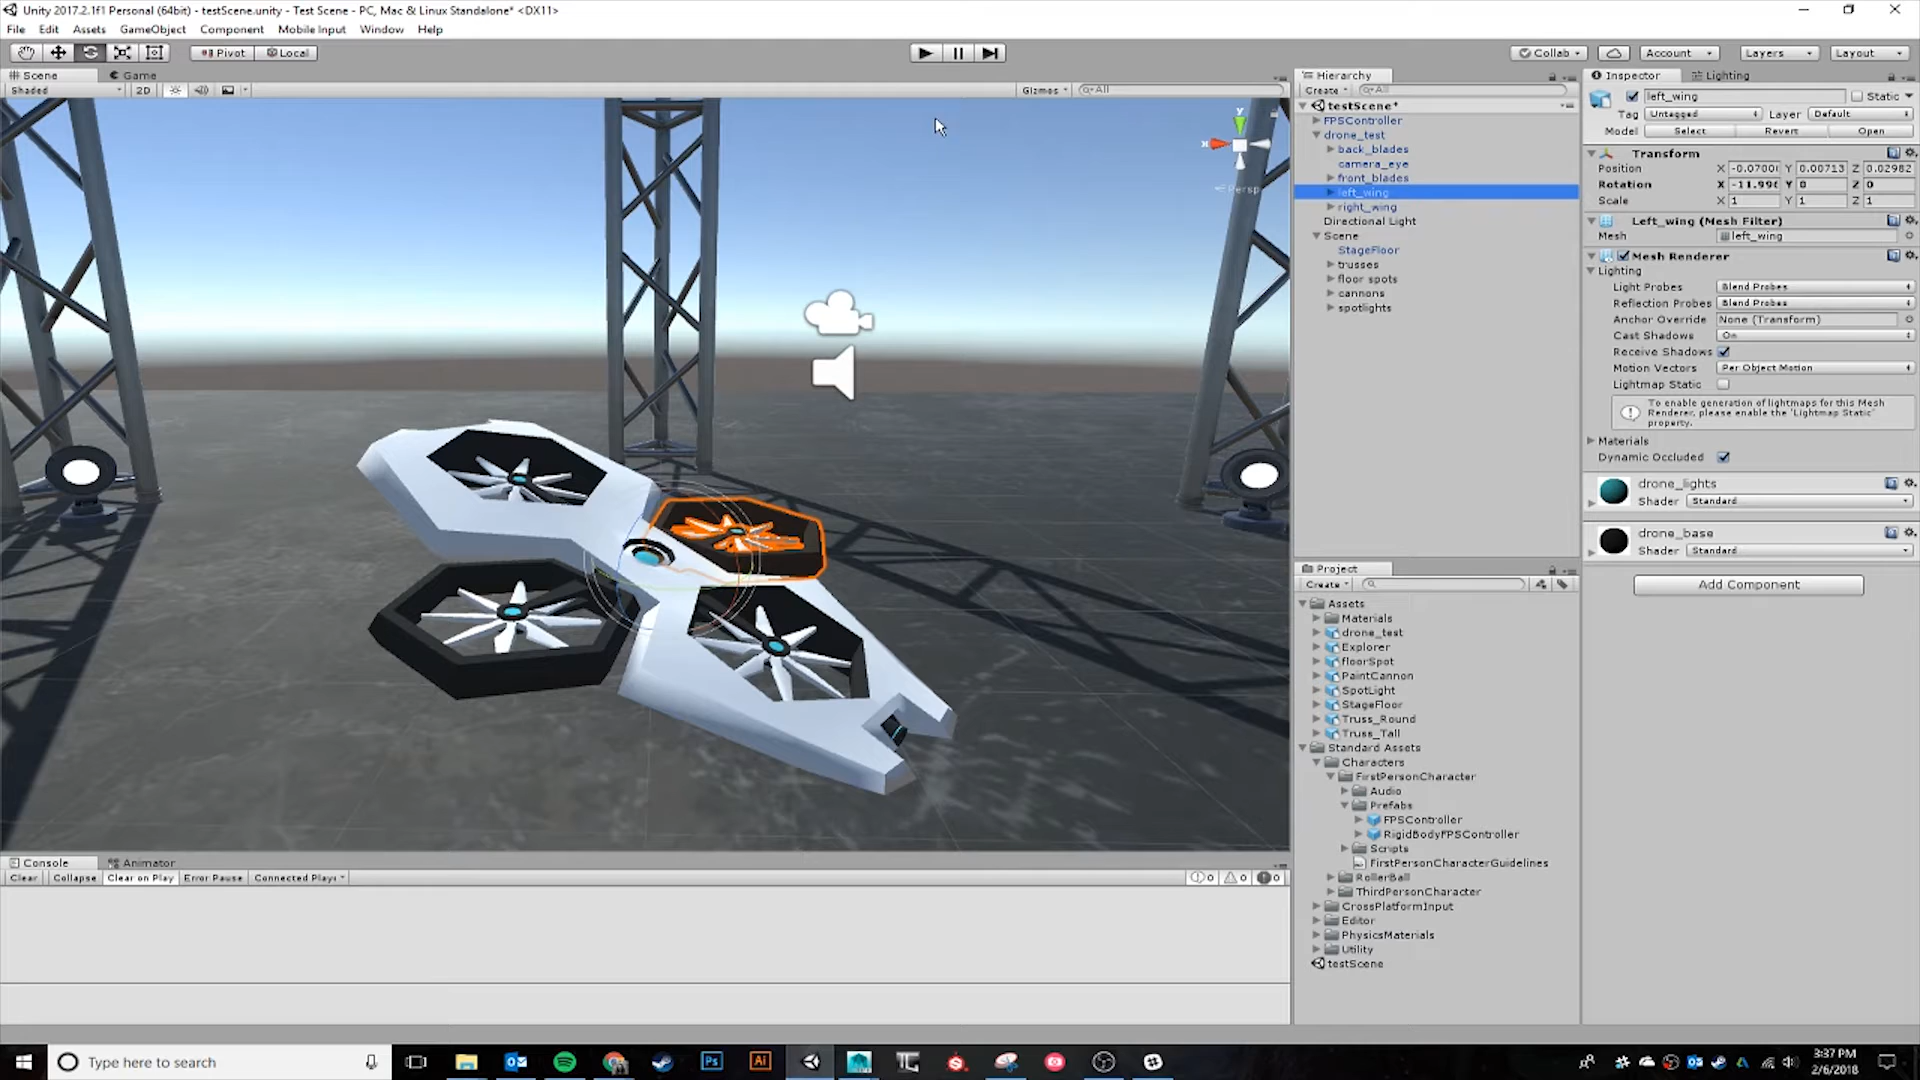 Unity 2017.2.1f1 Personal (64bit) - testScene.unity - Test Scene - PC, Mac & Linux Standalone* <DX11>
File Edit Assets GameObject Component Mobile Input Window Help
Pivot Local Collab Account Layers Layout
Scene Game
Shaded 2D Gizmos All
y
x
Persp
Hierarchy
Create All
testScene*
FPSController
drone_test
back_blades
camera_eye
front_blades
left_wing
right_wing
Directional Light
Scene
StageFloor
trusses
floor spots
cannons
spotlights
Project
Create
Assets
Materials
drone_test
Explorer
floorSpot
PaintCannon
SpotLight
StageFloor
Truss_Round
Truss_Tall
Standard Assets
Characters
FirstPersonCharacter
Audio
Prefabs
FPSController
RigidBodyFPSController
Scripts
FirstPersonCharacterGuidelines
RollerBall
ThirdPersonCharacter
CrossPlatformInput
Editor
PhysicsMaterials
Utility
testScene
Inspector Lighting
left_wing Static
Tag Untagged Layer Default
Model Select Revert Open
Transform
Position X -0.0700 Y 0.00713 Z 0.02982
Rotation X -11.99 Y 0 Z 0
Scale X 1 Y 1 Z 1
Left_wing (Mesh Filter)
Mesh left_wing
Mesh Renderer
Lighting
Light Probes Blend Probes
Reflection Probes Blend Probes
Anchor Override None (Transform)
Cast Shadows On
Receive Shadows
Motion Vectors Per Object Motion
Lightmap Static
To enable generation of lightmaps for this Mesh
Renderer, please enable the 'Lightmap Static'
property.
Materials
Dynamic Occluded
drone_lights
Shader Standard
drone_base
Shader Standard
Add Component
Console Animator
Clear Collapse Clear on Play Error Pause Connected Play 0 0 0
Type here to search
Ps Ai
3:37 PM
2/6/2018